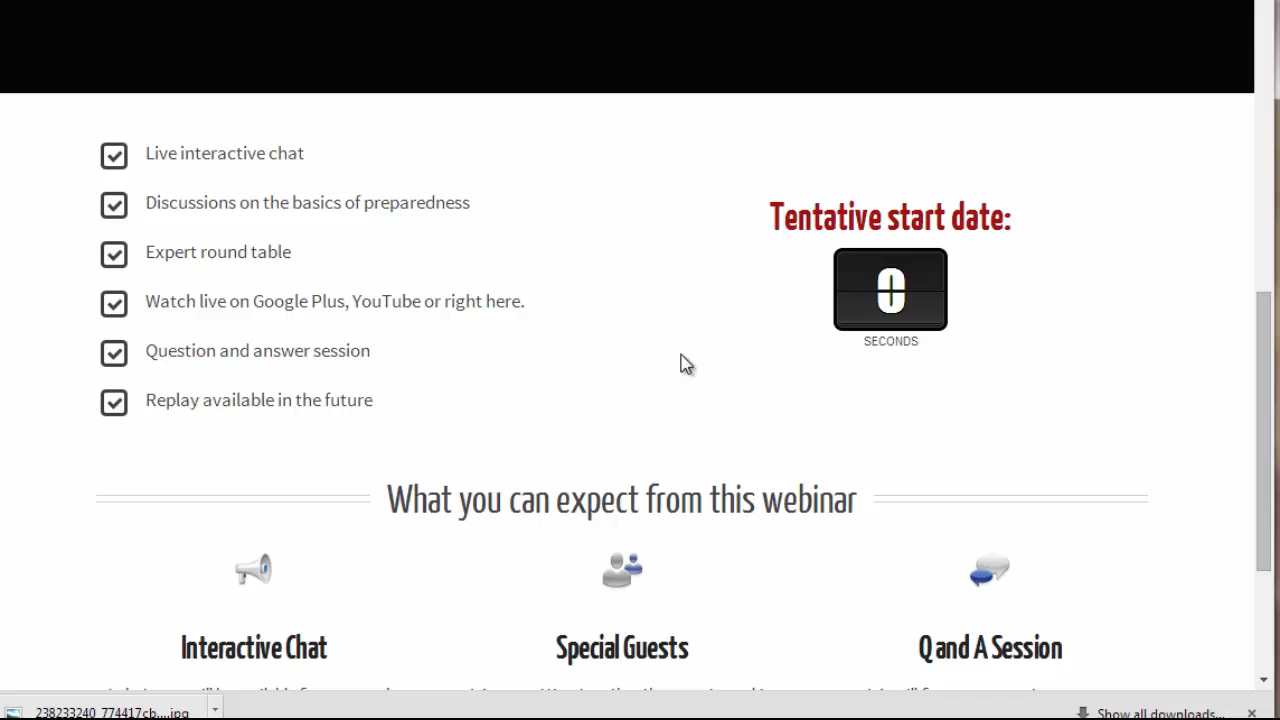 Live interactive chat
Discussions on the basics of preparedness
Expert round table
Watch live on Google Plus, YouTube or right here.
Question and answer session
Replay available in the future
Tentative start date:
0
SECONDS
What you can expect from this webinar
Interactive Chat
Special Guests
Q and A Session
238233240_774417cb....jpg
Show all downloads...